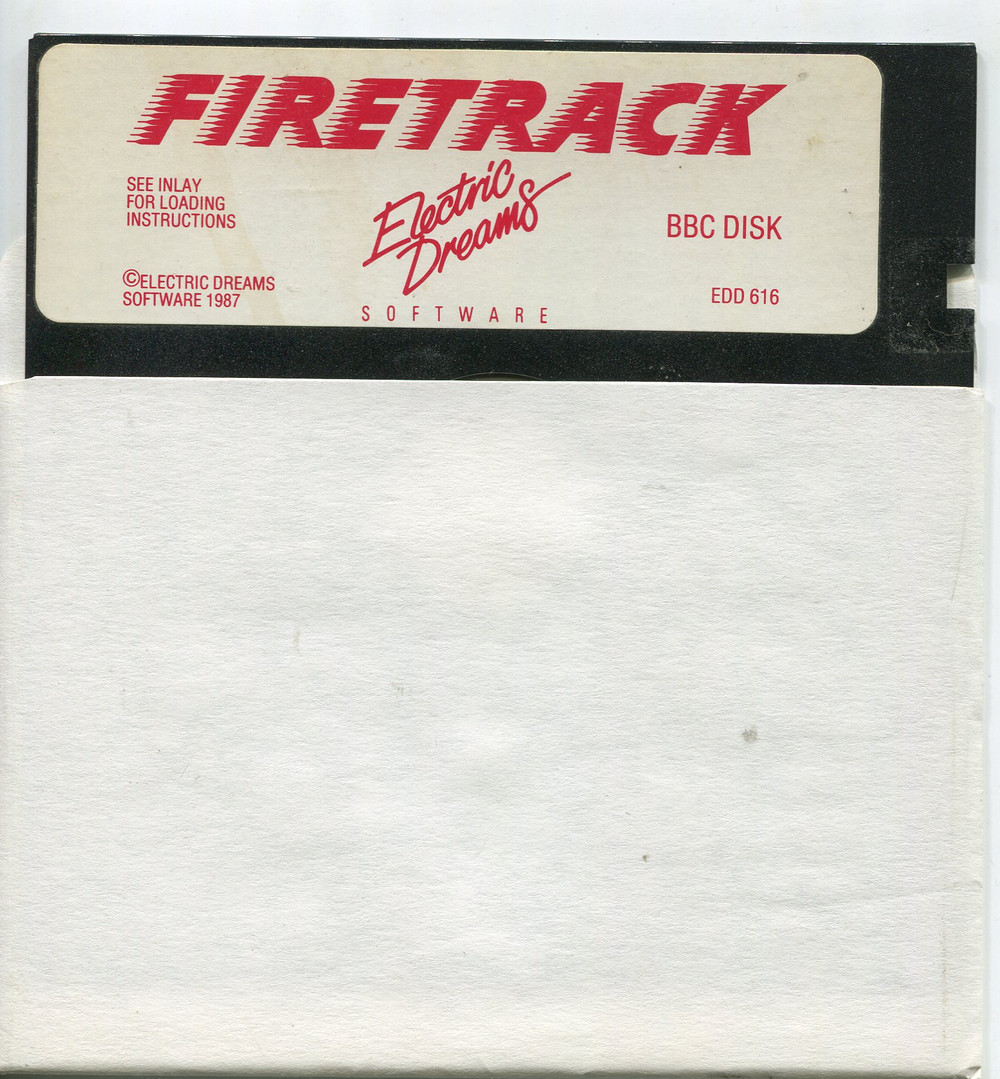 FIRETRACK
SEE INLAY
FOR LOADING
INSTRUCTIONS
Electric
Dreams
SOFTWARE
BBC DISK
©ELECTRIC DREAMS
SOFTWARE 1987
EDD 616